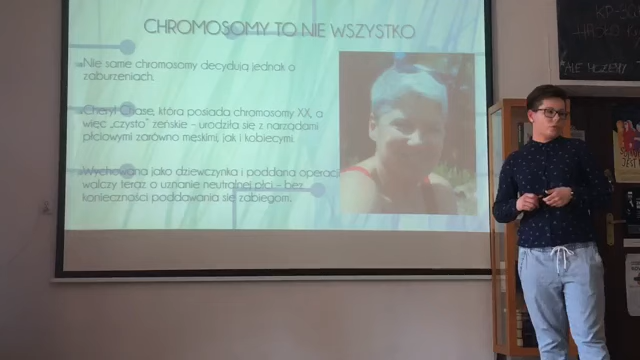 CHROMOSOMY TO NIE WSZYSTKO
Nie same chromosomy decydują jednak o
zaburzeniach.
Cheryl Chase, która posiada chromosomy XX, a
więc „czysto” żeńskie – urodziła się z narządami
płciowymi zarówno męskimi, jak i kobiecymi.
Wychowana jako dziewczynka i poddana operac
walczy teraz o uznanie neutralnej płci – bez
konieczności poddawania się zabiegom.